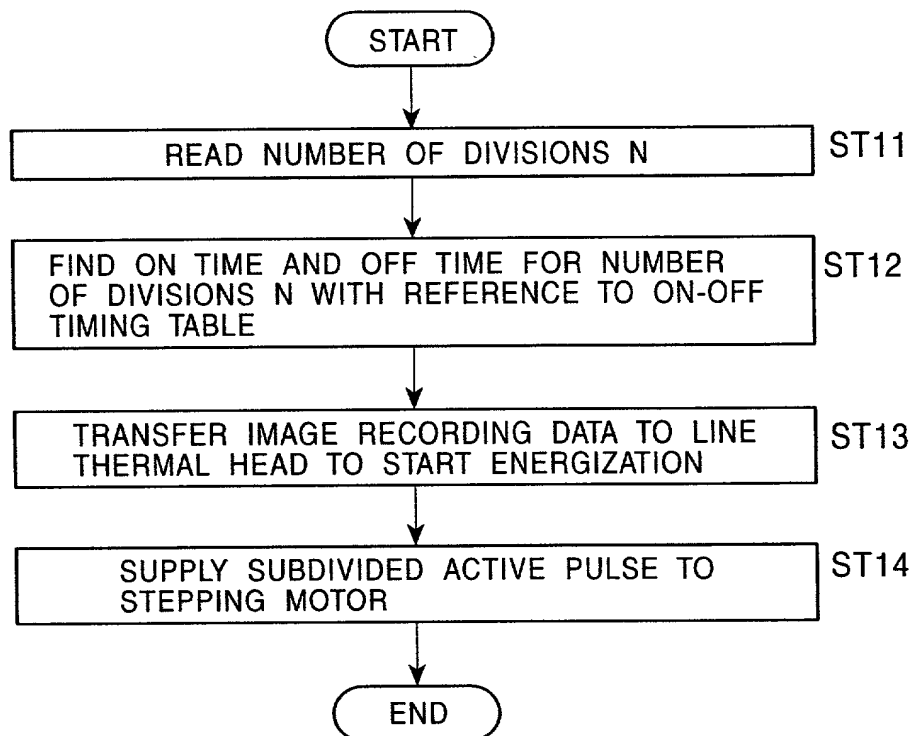 START
READ NUMBER OF DIVISIONS N
ST11
FIND ON TIME AND OFF TIME FOR NUMBER
OF DIVISIONS N WITH REFERENCE TO ON-OFF
TIMING TABLE
ST12
TRANSFER IMAGE RECORDING DATA TO LINE
THERMAL HEAD TO START ENERGIZATION
ST13
SUPPLY SUBDIVIDED ACTIVE PULSE TO
STEPPING MOTOR
ST14
END